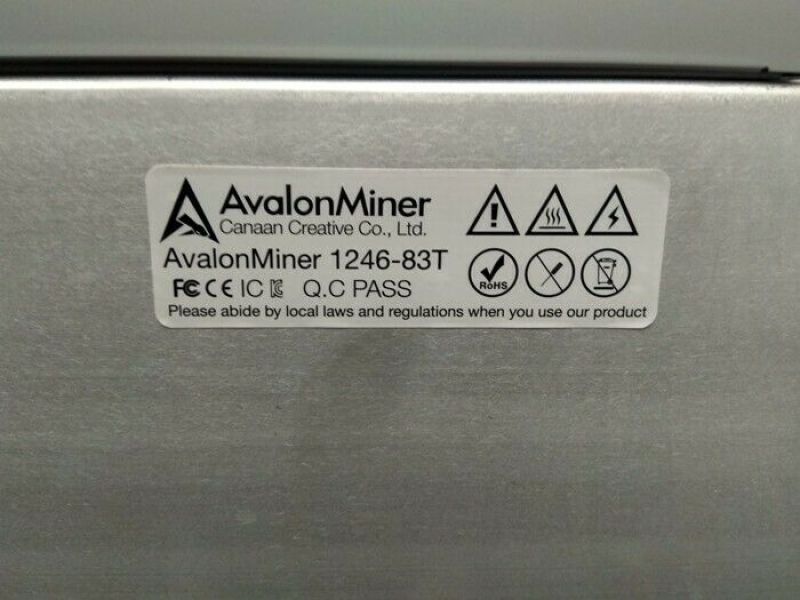 AvalonMiner
Canaan Creative Co., Ltd.
AvalonMiner 1246-83T
FC CE IC Q.C PASS
RoHS
Please abide by local laws and regulations when you use our product